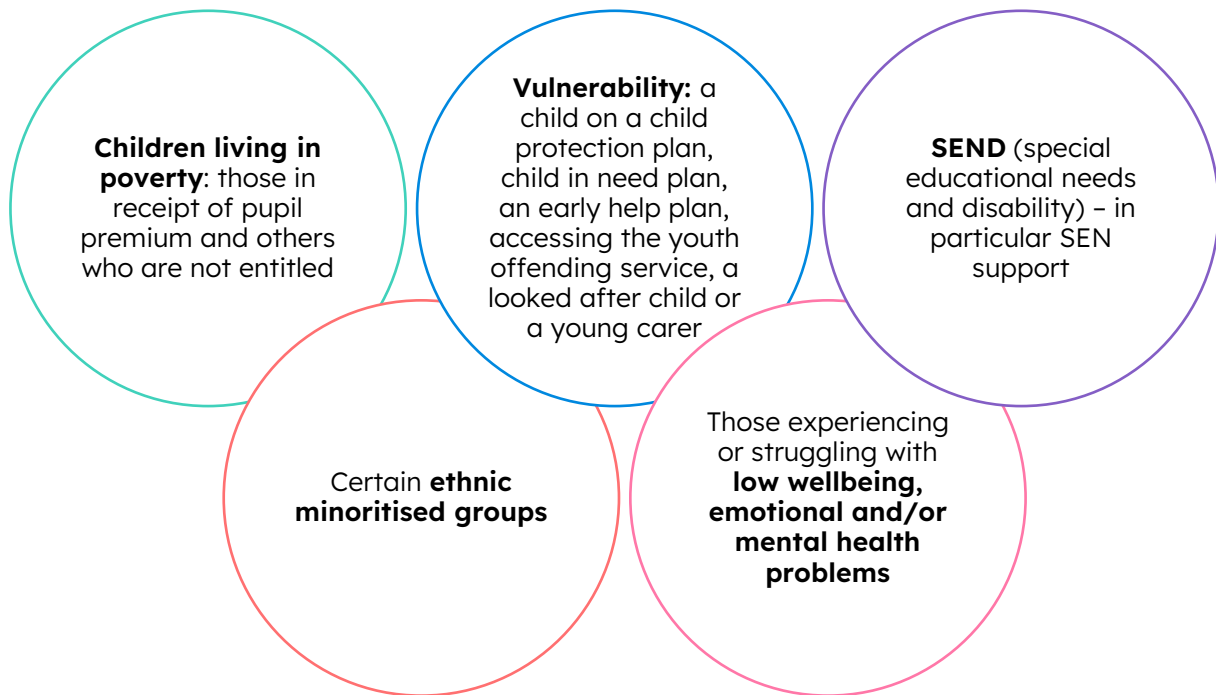 Children living in
poverty: those in
receipt of pupil
premium and others
who are not entitled
Vulnerability: a
child on a child
protection plan,
child in need plan,
an early help plan,
accessing the youth
offending service, a
looked after child or
a young carer
SEND (special
educational needs
and disability) – in
particular SEN
support
Certain ethnic
minoritised groups
Those experiencing
or struggling with
low wellbeing,
emotional and/or
mental health
problems